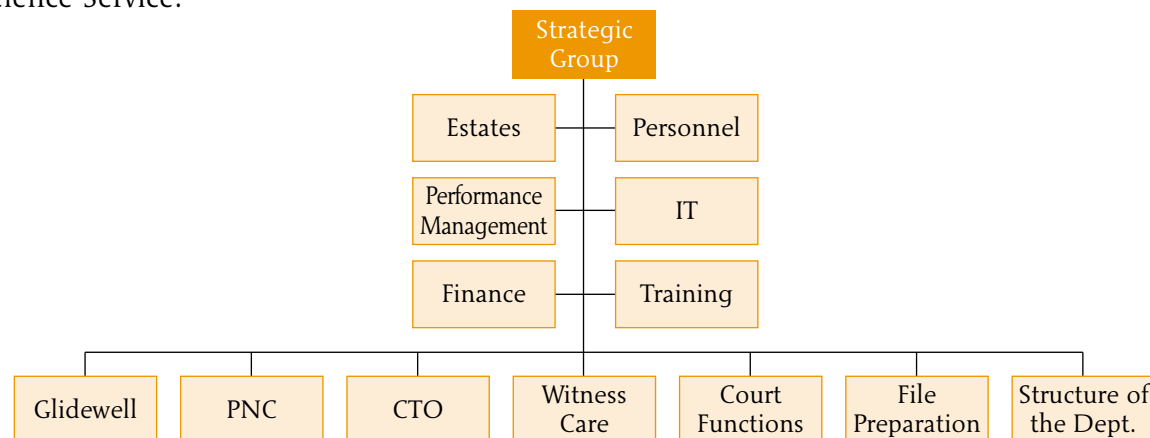 Strategic
Group
Estates
Personnel
Performance
Management
IT
Finance
Training
Glidewell
PNC
CTO
Witness
Care
Court
Functions
File
Preparation
Structure of
the Dept.